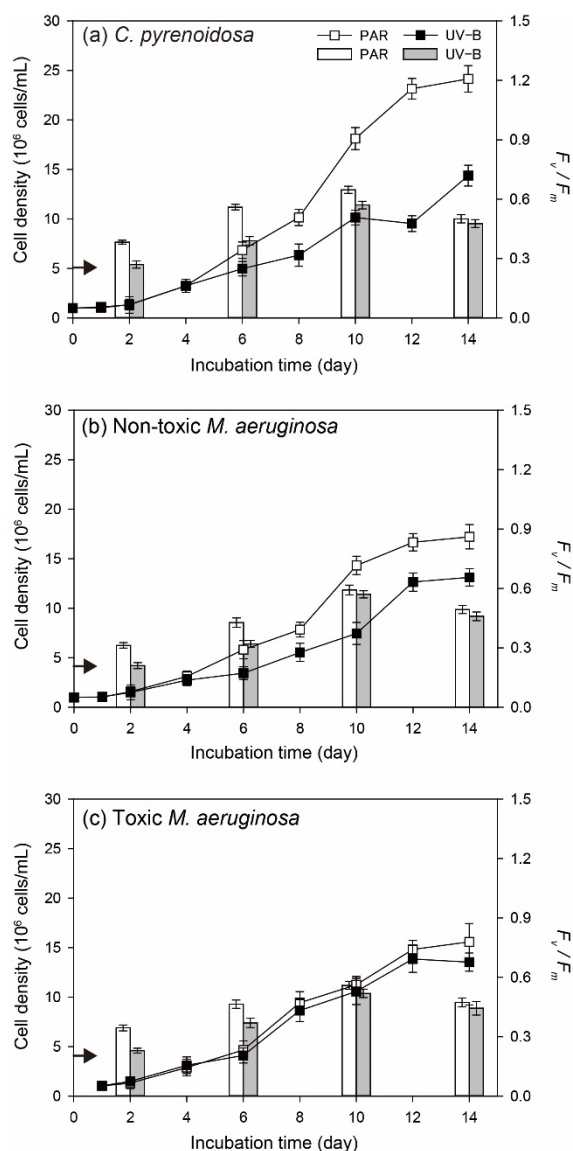 (a) C. pyrenoidosa
PAR UV−B
PAR UV−B
30
25
20
15
10
5
0
Cell density (10⁶ cells/mL)
1.5
1.2
0.9
0.6
0.3
0.0
Fᵥ / Fₘ
0 2 4 6 8 10 12 14
Incubation time (day)
(b) Non-toxic M. aeruginosa
30
25
20
15
10
5
0
Cell density (10⁶ cells/mL)
1.5
1.2
0.9
0.6
0.3
0.0
Fᵥ / Fₘ
0 2 4 6 8 10 12 14
Incubation time (day)
(c) Toxic M. aeruginosa
30
25
20
15
10
5
0
Cell density (10⁶ cells/mL)
1.5
1.2
0.9
0.6
0.3
0.0
Fᵥ / Fₘ
0 2 4 6 8 10 12 14
Incubation time (day)